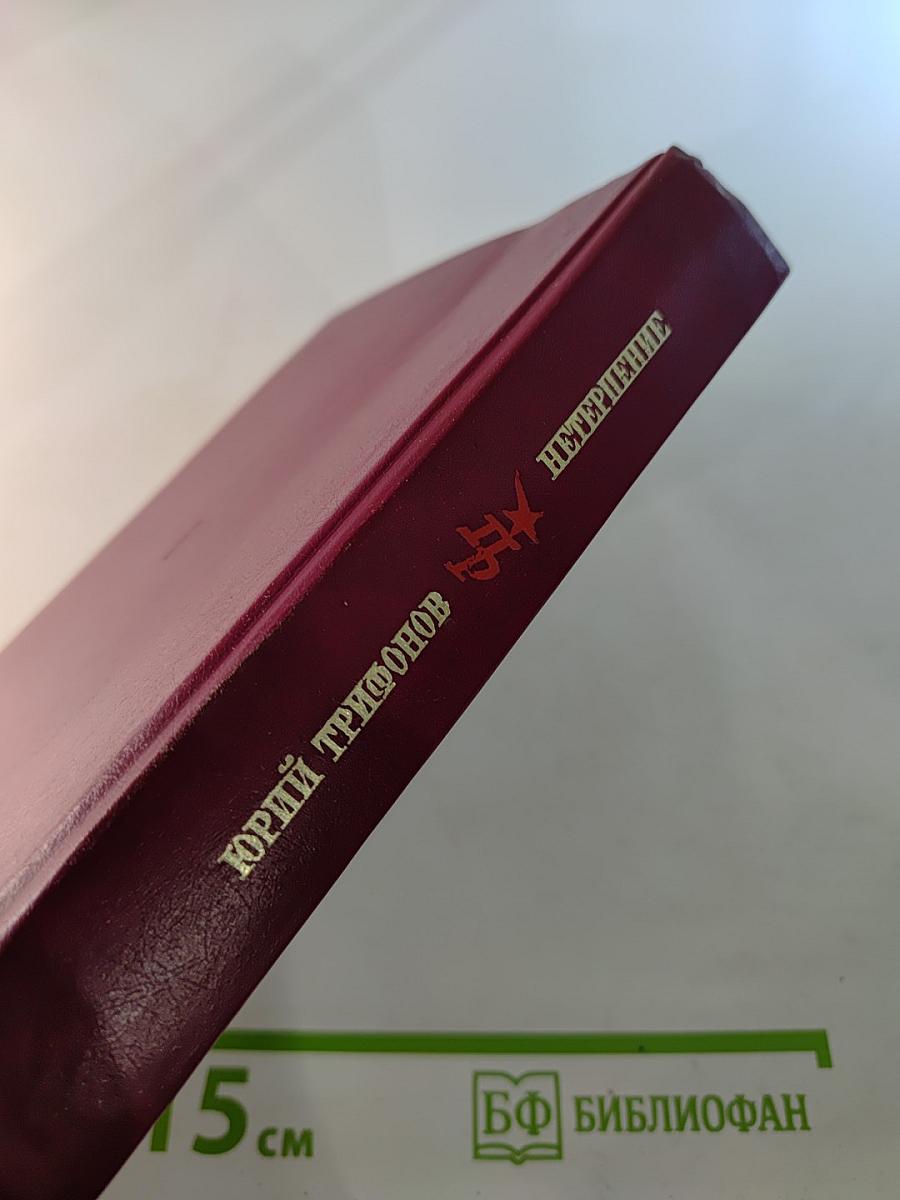 ЮРИЙ ТРИФОНОВ
НЕТЕРПЕНИЕ
15 см
БФ БИБЛИОФАН